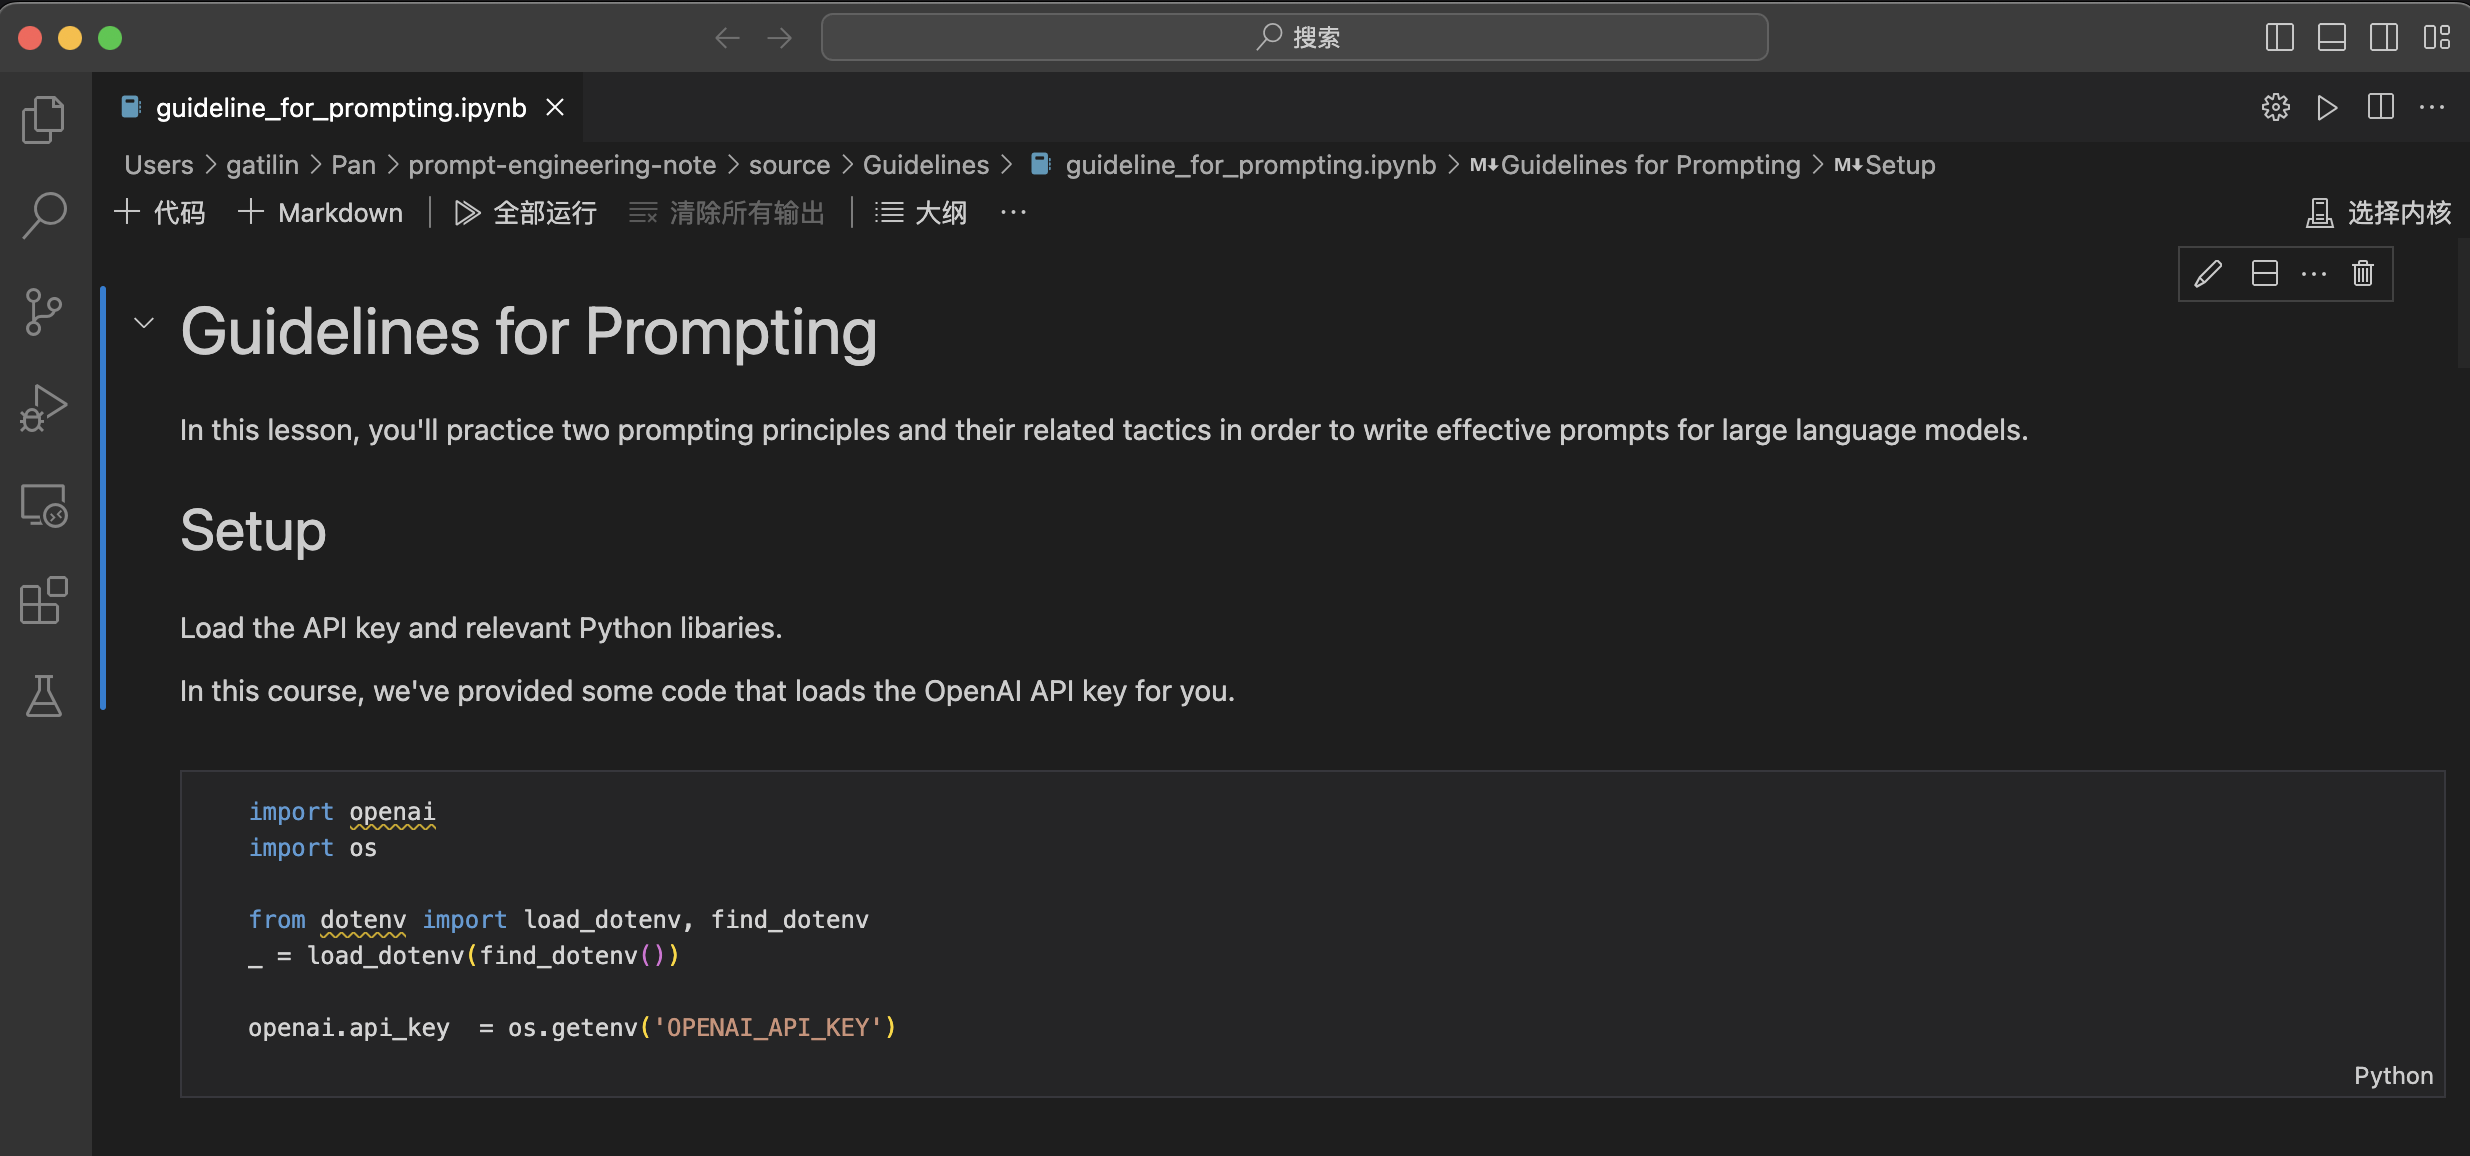 搜索
guideline_for_prompting.ipynb
Users > gatilin > Pan > prompt-engineering-note > source > Guidelines > guideline_for_prompting.ipynb > M↓Guidelines for Prompting > M↓Setup
+ 代码 + Markdown | 全部运行 清除所有输出 | 大纲 ···
选择内核
Guidelines for Prompting
In this lesson, you'll practice two prompting principles and their related tactics in order to write effective prompts for large language models.
Setup
Load the API key and relevant Python libaries.
In this course, we've provided some code that loads the OpenAI API key for you.
import openai
import os
from dotenv import load_dotenv, find_dotenv
_ = load_dotenv(find_dotenv())
openai.api_key  = os.getenv('OPENAI_API_KEY')
Python